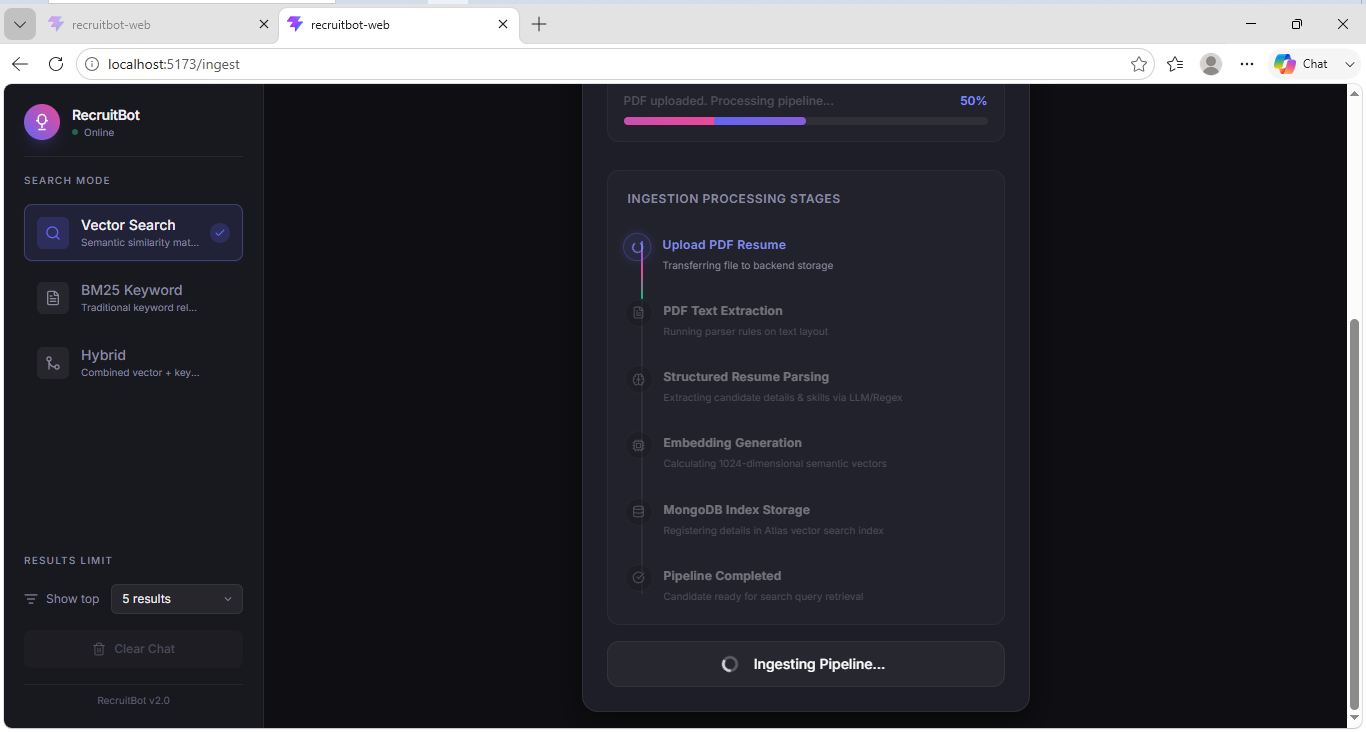 recruitbot-web
recruitbot-web
localhost:5173/ingest
Chat
RecruitBot
Online
SEARCH MODE
Vector Search
Semantic similarity mat...
BM25 Keyword
Traditional keyword rel...
Hybrid
Combined vector + key...
RESULTS LIMIT
Show top
5 results
Clear Chat
RecruitBot v2.0
PDF uploaded. Processing pipeline...
50%
INGESTION PROCESSING STAGES
Upload PDF Resume
Transferring file to backend storage
PDF Text Extraction
Running parser rules on text layout
Structured Resume Parsing
Extracting candidate details & skills via LLM/Regex
Embedding Generation
Calculating 1024-dimensional semantic vectors
MongoDB Index Storage
Registering details in Atlas vector search index
Pipeline Completed
Candidate ready for search query retrieval
Ingesting Pipeline...